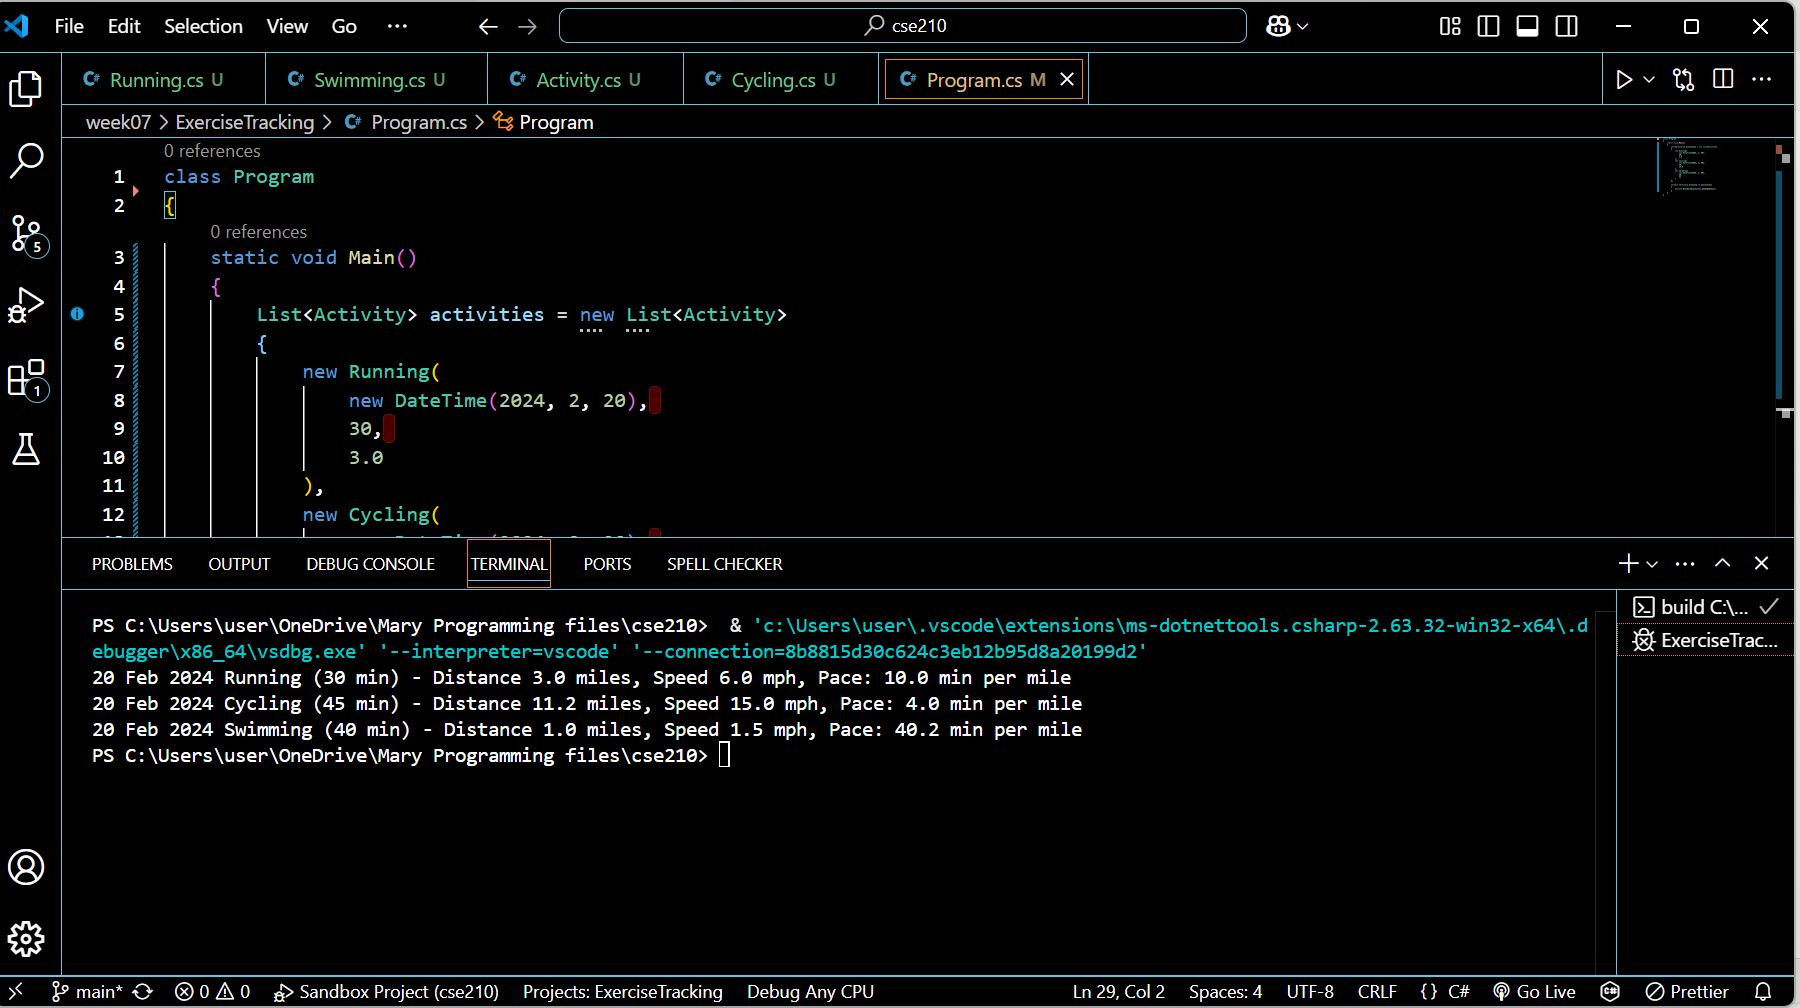 File Edit Selection View Go ··· cse210
Running.cs U Swimming.cs U Activity.cs U Cycling.cs U Program.cs M
week07 > ExerciseTracking > Program.cs > Program
0 references
1 class Program
2 {
0 references
3 static void Main()
4 {
5 List<Activity> activities = new List<Activity>
6 {
7 new Running(
8 new DateTime(2024, 2, 20),
9 30,
10 3.0
11 ),
12 new Cycling(
PROBLEMS OUTPUT DEBUG CONSOLE TERMINAL PORTS SPELL CHECKER
PS C:\Users\user\OneDrive\Mary Programming files\cse210> & 'c:\Users\user\.vscode\extensions\ms-dotnettools.csharp-2.63.32-win32-x64\.d
ebugger\x86_64\vsdbg.exe' '--interpreter=vscode' '--connection=8b8815d30c624c3eb12b95d8a20199d2'
20 Feb 2024 Running (30 min) - Distance 3.0 miles, Speed 6.0 mph, Pace: 10.0 min per mile
20 Feb 2024 Cycling (45 min) - Distance 11.2 miles, Speed 15.0 mph, Pace: 4.0 min per mile
20 Feb 2024 Swimming (40 min) - Distance 1.0 miles, Speed 1.5 mph, Pace: 40.2 min per mile
PS C:\Users\user\OneDrive\Mary Programming files\cse210>
build C:\...
ExerciseTrac...
5
1
main* 0 0 Sandbox Project (cse210) Projects: ExerciseTracking Debug Any CPU Ln 29, Col 2 Spaces: 4 UTF-8 CRLF {} C# Go Live Prettier